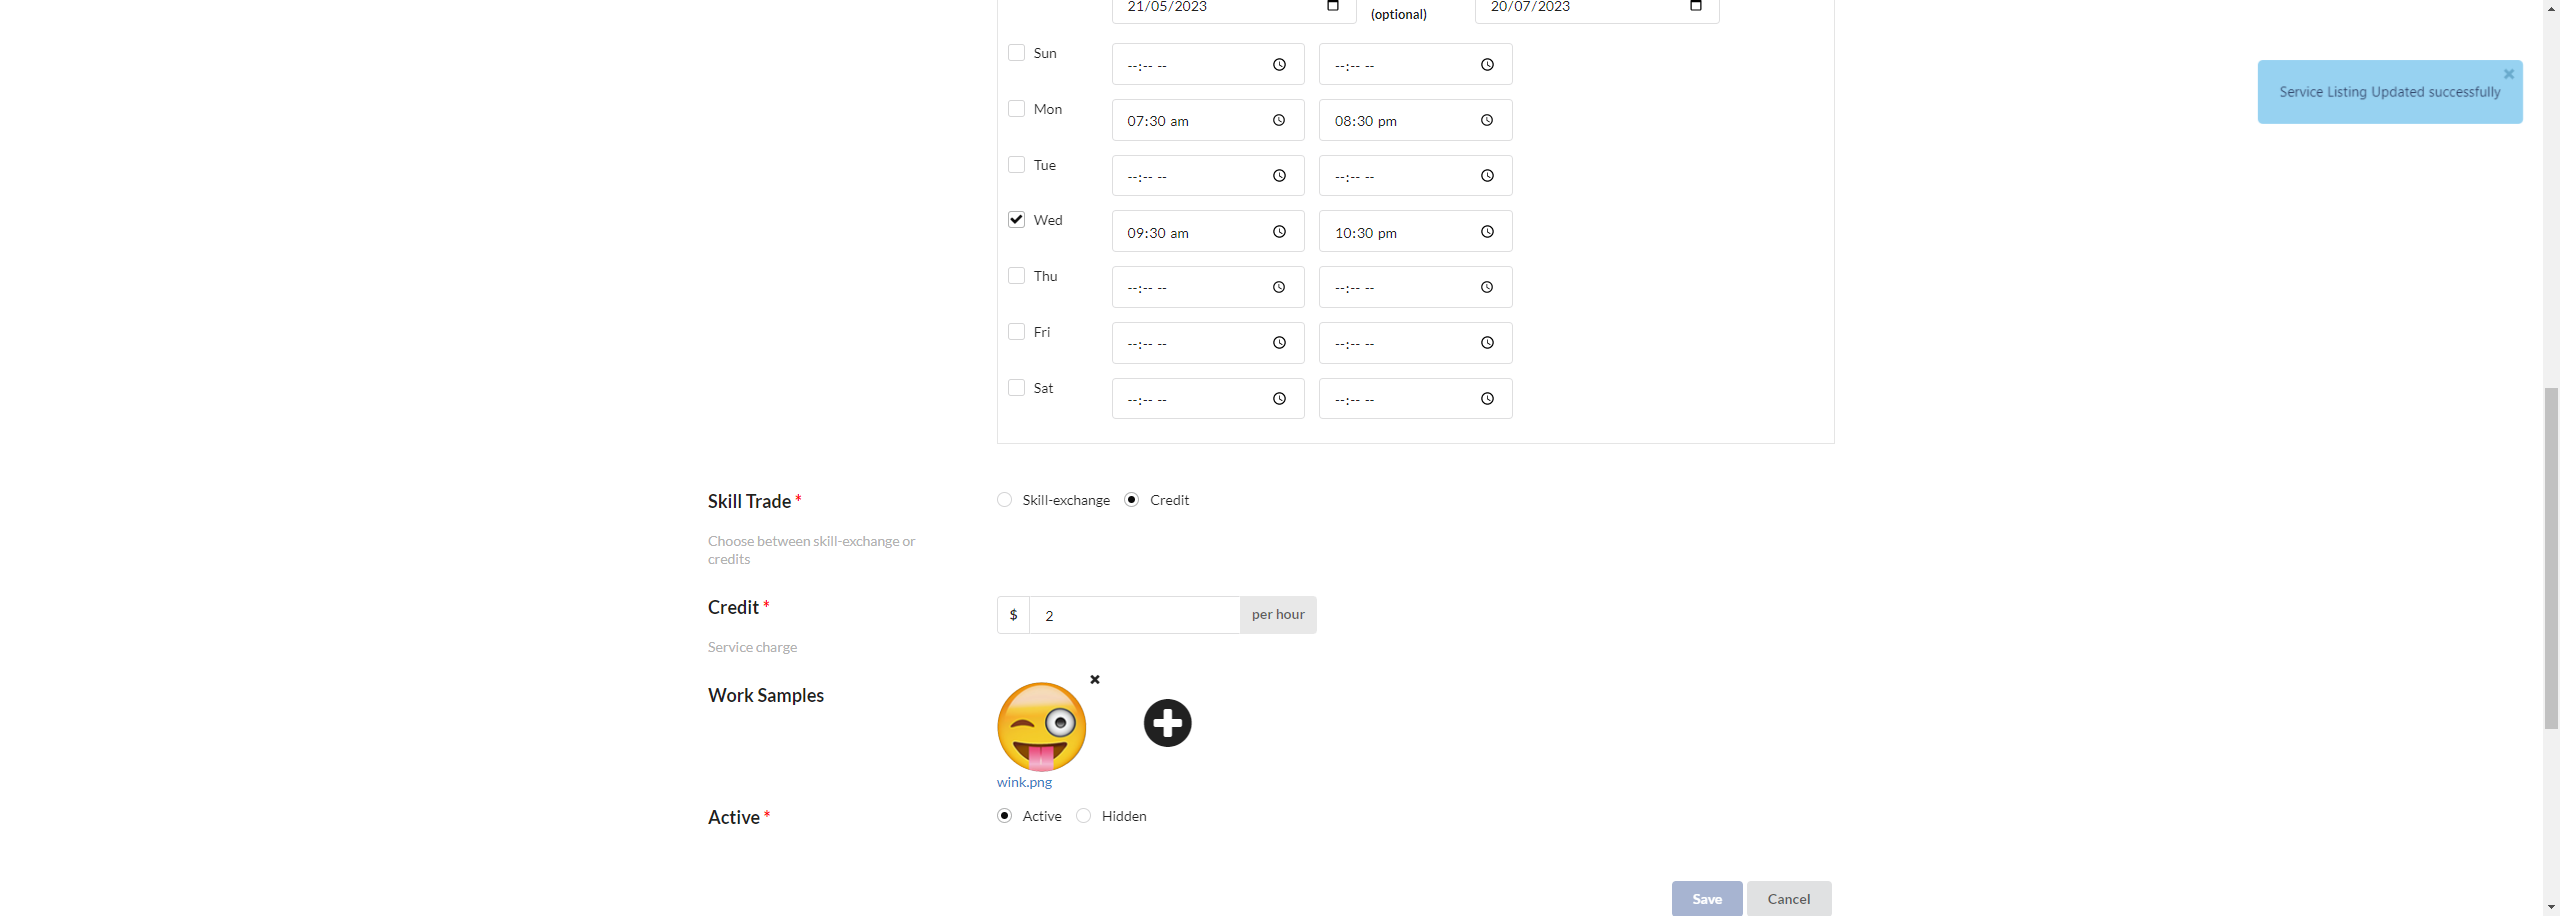 21/05/2023 (optional) 20/07/2023
Service Listing Updated successfully
Sun --:-- -- --:-- --
Mon 07:30 am 08:30 pm
Tue --:-- -- --:-- --
Wed 09:30 am 10:30 pm
Thu --:-- -- --:-- --
Fri --:-- -- --:-- --
Sat --:-- -- --:-- --
Skill Trade * Skill-exchange Credit
Choose between skill-exchange or
credits
Credit * $ 2 per hour
Service charge
Work Samples
wink.png
Active * Active Hidden
Save Cancel